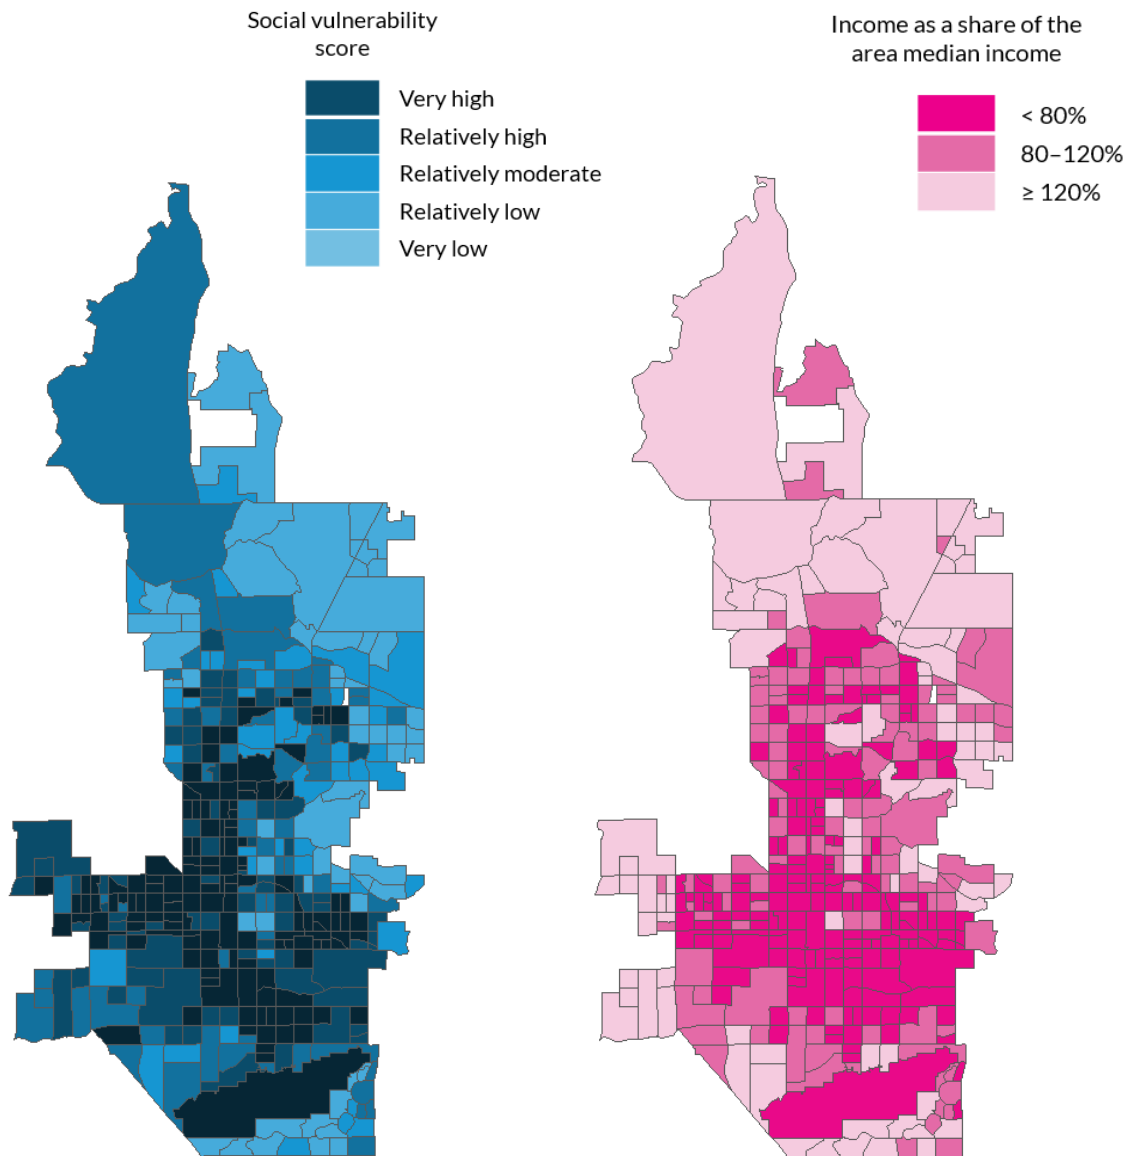 Social vulnerability
score
Very high
Relatively high
Relatively moderate
Relatively low
Very low
Income as a share of the
area median income
< 80%
80–120%
≥ 120%